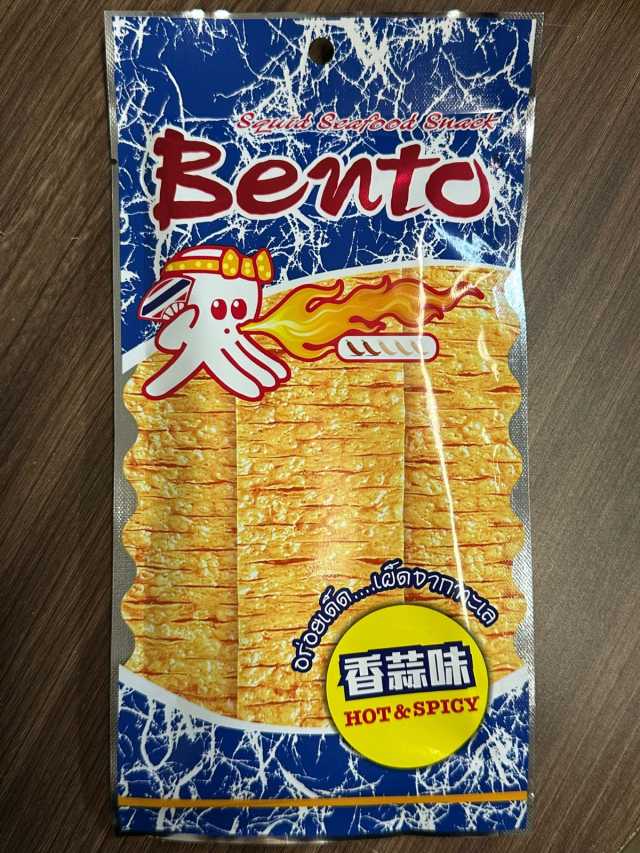 Squid Seafood Snack
Bento
อร่อยเด็ด....เผ็ดจากทะเล
香蒜味
HOT & SPICY